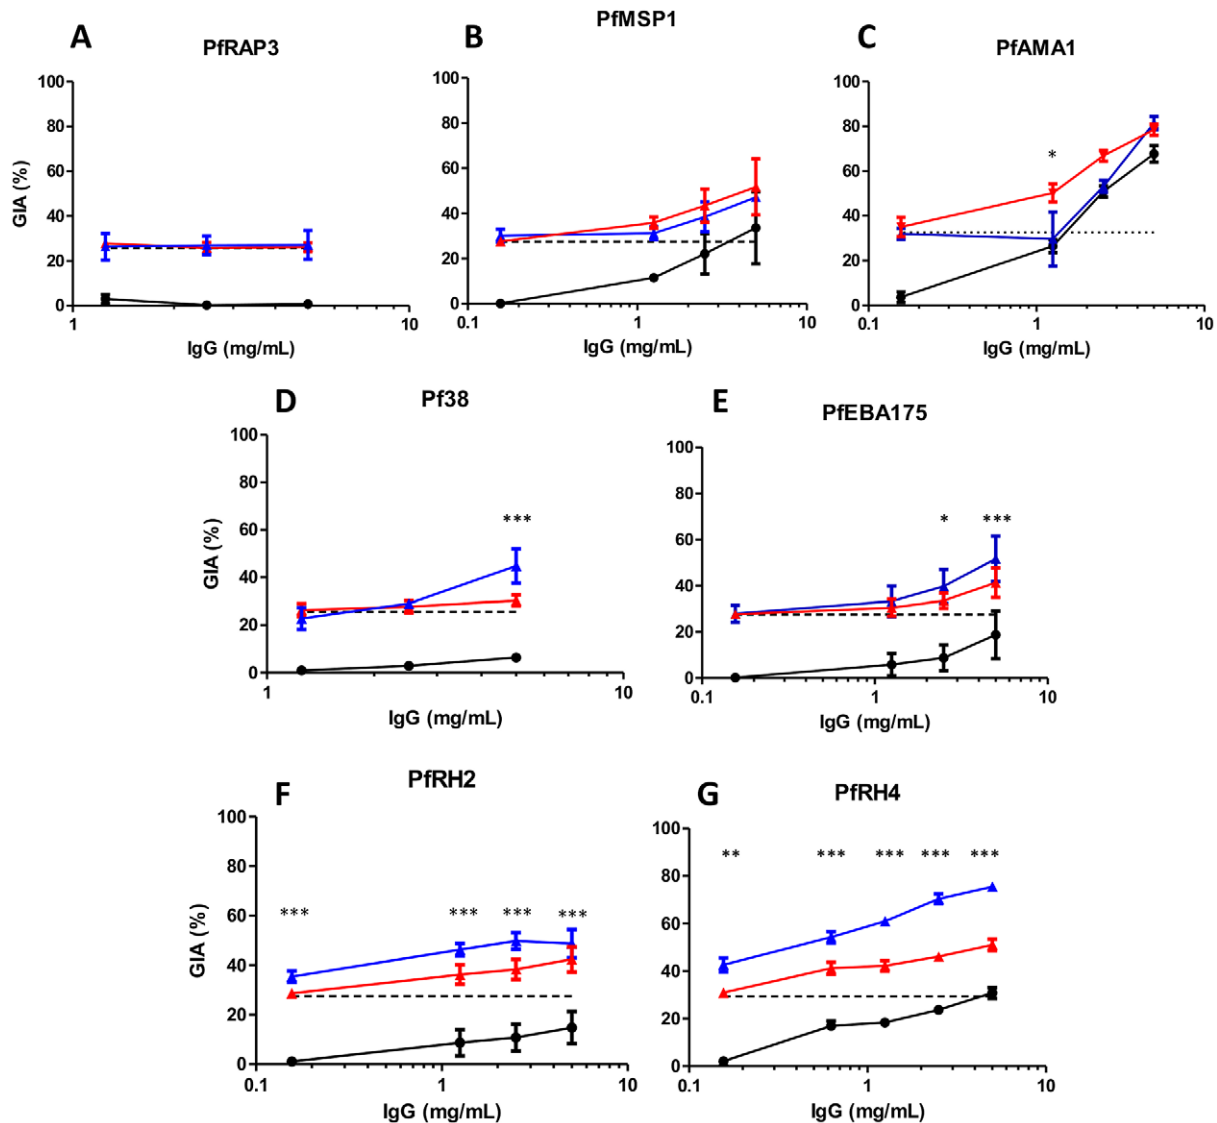 A
PfRAP3
100
80
60
40
20
0
1
10
GIA (%)
IgG (mg/mL)
B
PfMSP1
100
80
60
40
20
0
0.1
1
10
IgG (mg/mL)
C
PfAMA1
100
80
60
40
20
0
0.1
1
10
*
IgG (mg/mL)
D
Pf38
100
80
60
40
20
0
1
10
***
GIA (%)
IgG (mg/mL)
E
PfEBA175
100
80
60
40
20
0
0.1
1
10
* ***
IgG (mg/mL)
F
PfRH2
100
80
60
40
20
0
0.1
1
10
*** *** *** ***
GIA (%)
IgG (mg/mL)
G
PfRH4
100
80
60
40
20
0
0.1
1
10
** *** *** *** ***
IgG (mg/mL)